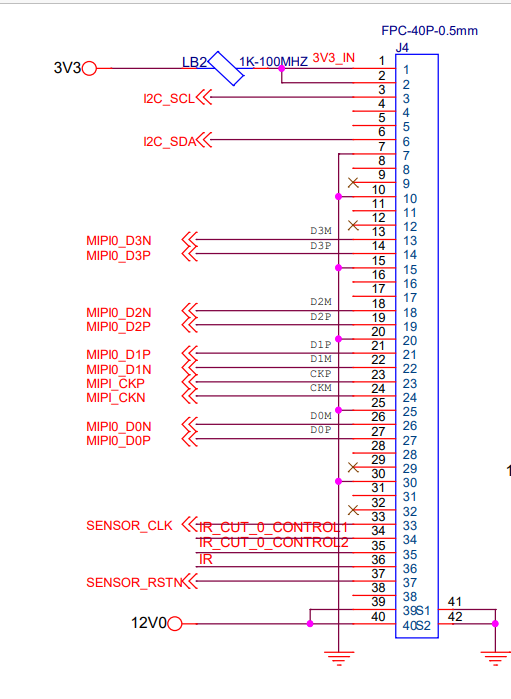 FPC-40P-0.5mm
J4
3V3 LB2 1K-100MHZ 3V3_IN 1 1
2 2
I2C_SCL 3 3
4 4
5 5
I2C_SDA 6 6
7 7
8 8
9 9
10 10
11 11
12 12
MIPI0_D3N D3M 13 13
MIPI0_D3P D3P 14 14
15 15
16 16
17 17
MIPI0_D2N D2M 18 18
MIPI0_D2P D2P 19 19
20 20
MIPI0_D1P D1P 21 21
MIPI0_D1N D1M 22 22
MIPI_CKP CKP 23 23
MIPI_CKN CKM 24 24
25 25
MIPI0_D0N D0M 26 26
MIPI0_D0P D0P 27 27
28 28
29 29
30 30
31 31
32 32
SENSOR_CLK 33 33
IR_CUT_0_CONTROL1 34 34
IR_CUT_0_CONTROL2 35 35
IR 36 36
SENSOR_RSTN 37 37
38 38
39 39 S1 41
12V0 40 40 S2 42